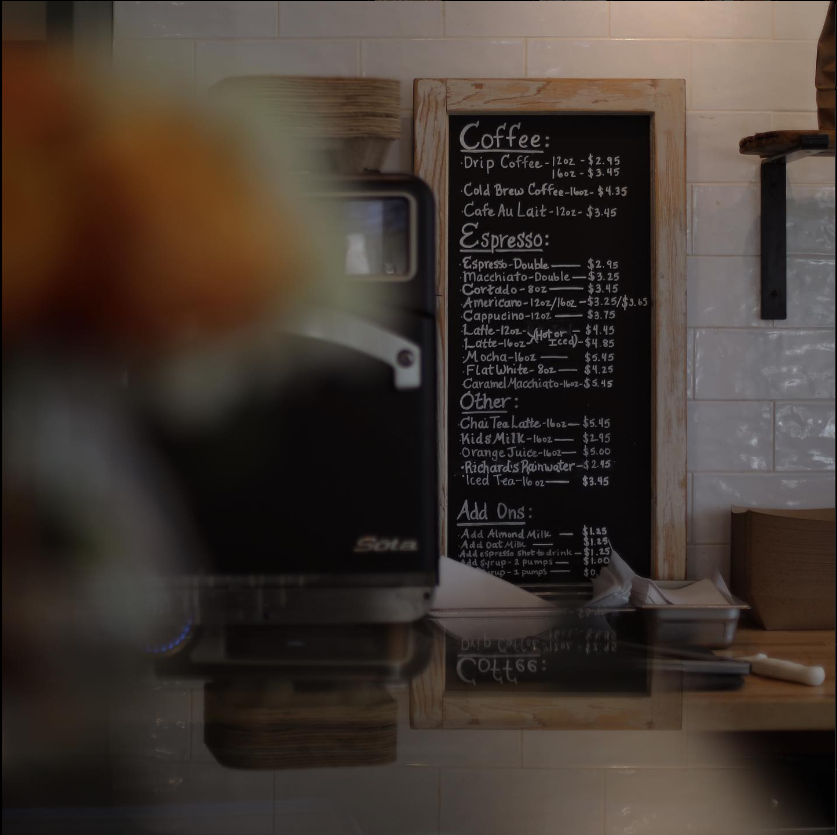 Coffee:
·Drip Coffee-12oz-$2.95
16oz-$3.45
·Cold Brew Coffee-16oz-$4.35
·Cafe Au Lait-12oz-$3.45
Espresso:
·Espresso-Double—$2.95
·Macchiato-Double—$3.25
·Cortado-8oz—$3.45
·Americano-12oz/16oz—$3.25/$3.65
·Cappucino-12oz—$3.75
·Latte-12oz-—$4.45
(Hot or Iced)
·Latte-16oz-$4.85
·Mocha-16oz—$5.45
·Flat White-8oz—$4.25
·Caramel Macchiato-16oz-$5.45
Other:
·Chai Tea Latte-16oz—$5.45
·Kids Milk-16oz—$2.95
·Orange Juice-16oz—$5.00
·Richard's Rainwater-$2.95
·Iced Tea-16oz—$3.95
Add Ons:
·Add Almond Milk—$1.25
·Add Oat Milk—$1.25
·Add espresso shot to drink-$1.25
·Add Syrup-2 pumps—$1.00
Syrup-2 pumps—$0.
Sota